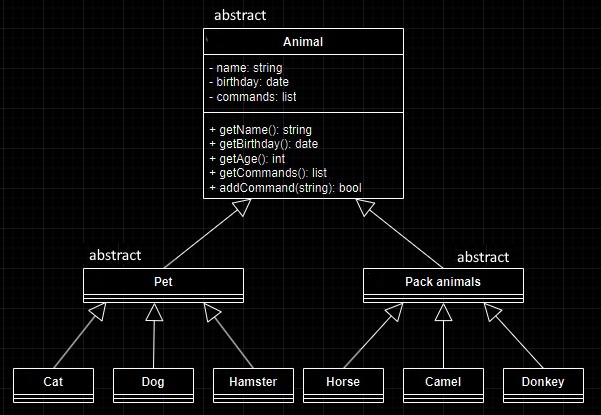 abstract
Animal
- name: string
- birthday: date
- commands: list
+ getName(): string
+ getBirthday(): date
+ getAge(): int
+ getCommands(): list
+ addCommand(string): bool
abstract
abstract
Pet
Pack animals
Cat
Dog
Hamster
Horse
Camel
Donkey